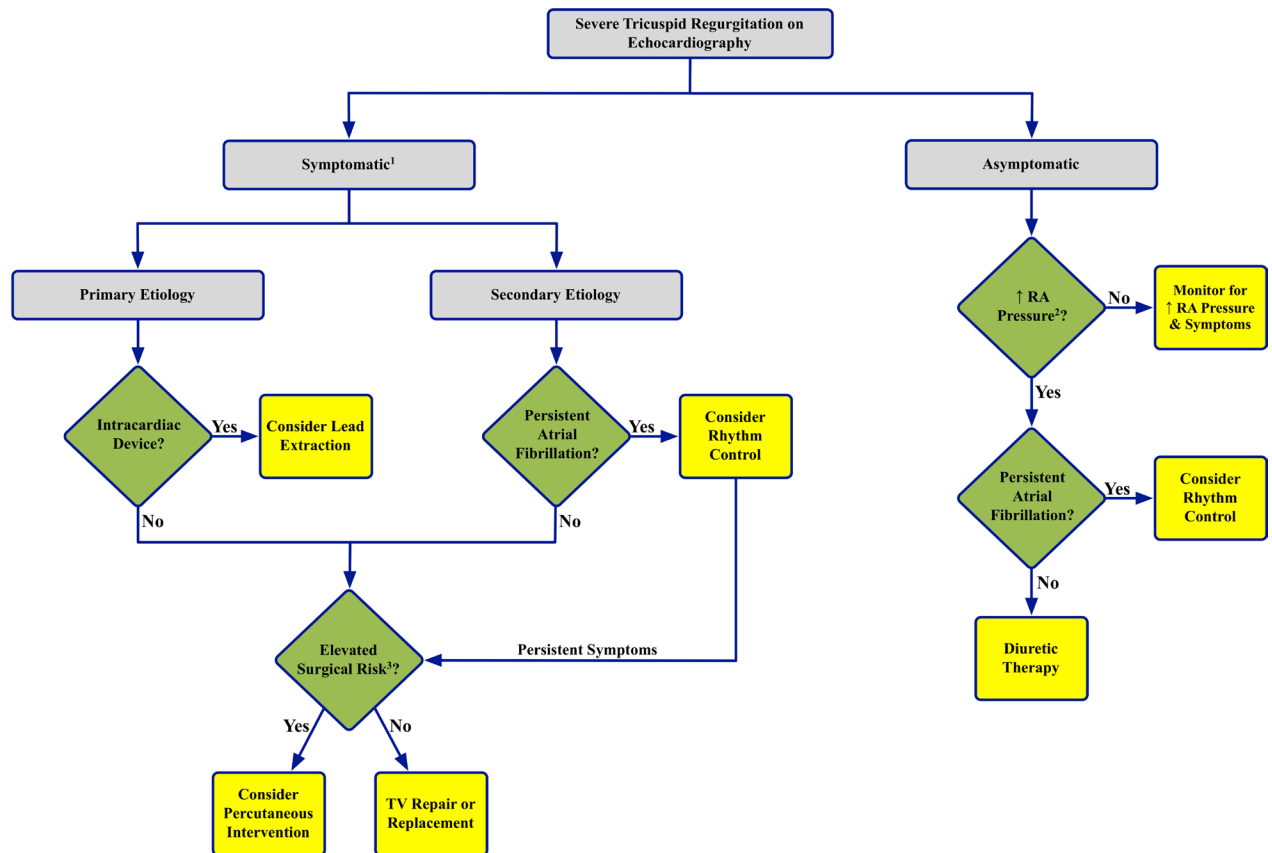 Severe Tricuspid Regurgitation on
Echocardiography
Symptomatic¹
Asymptomatic
Primary Etiology
Secondary Etiology
↑ RA
Pressure²?
No
Monitor for
↑ RA Pressure
& Symptoms
Yes
Intracardiac
Device?
Yes
Consider Lead
Extraction
No
Persistent
Atrial
Fibrillation?
Yes
Consider
Rhythm
Control
No
Persistent
Atrial
Fibrillation?
Yes
Consider
Rhythm
Control
No
Elevated
Surgical Risk³?
Persistent Symptoms
Diuretic
Therapy
Yes
No
Consider
Percutaneous
Intervention
TV Repair or
Replacement